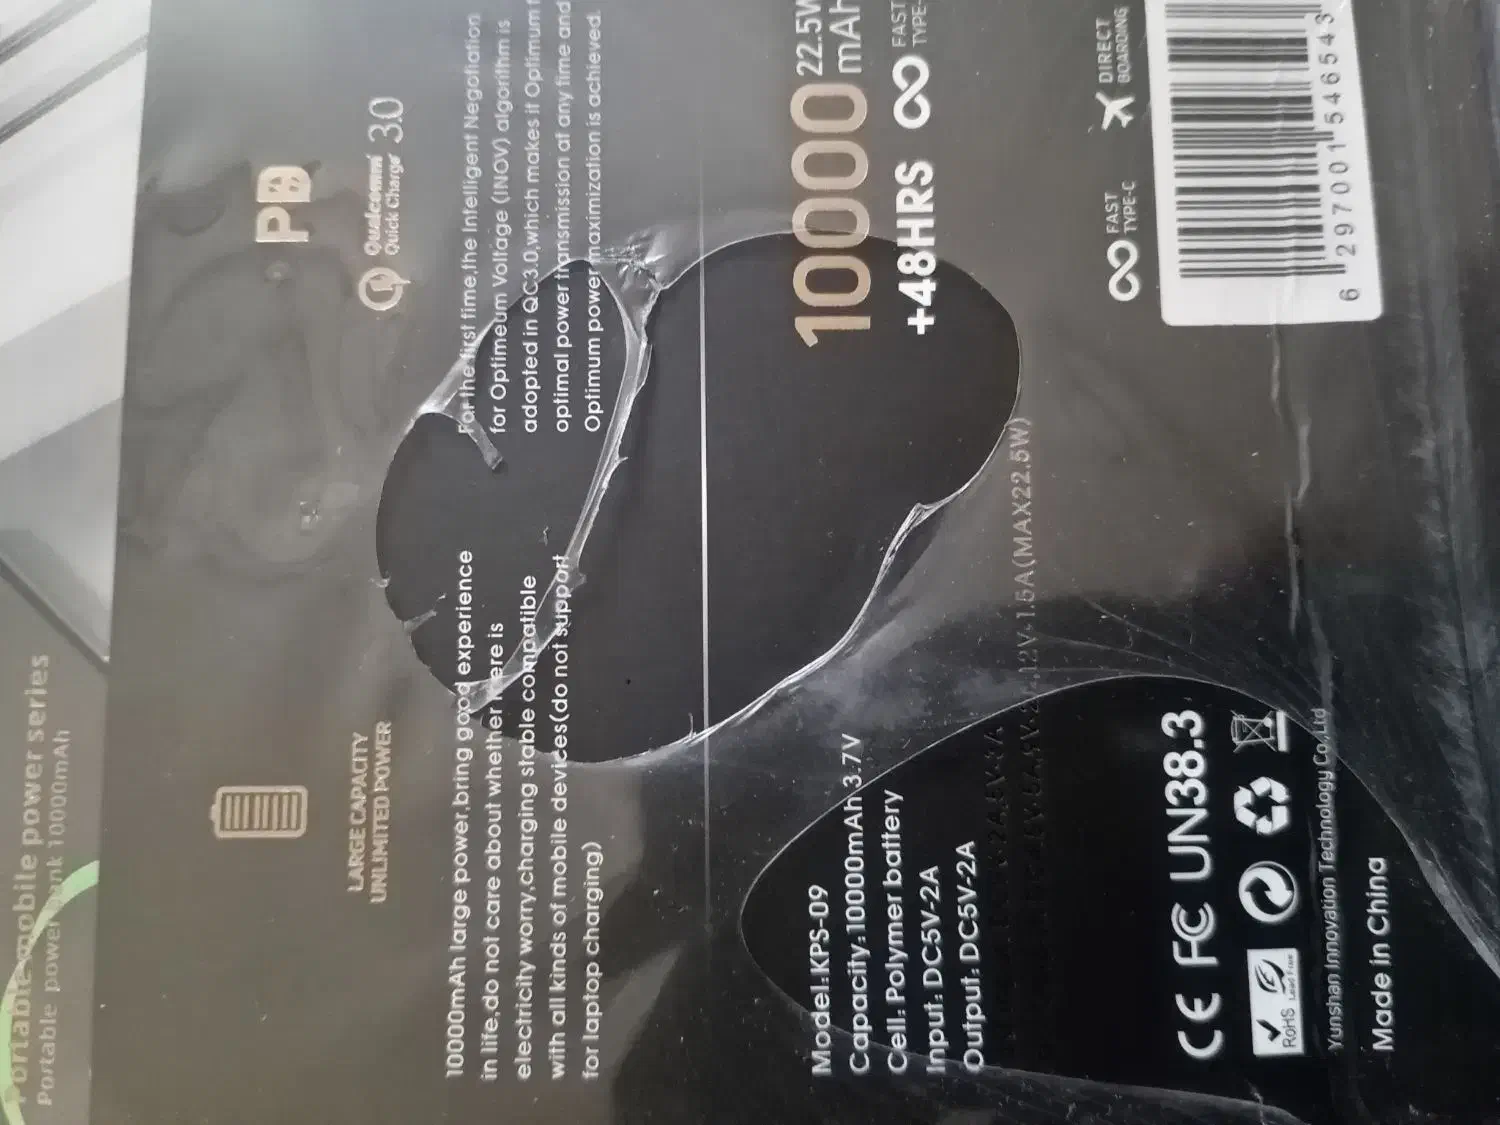 Portable mobile power series
Portable power bank 10000mAh
LARGE CAPACITY
UNLIMITED POWER
10000mAh large power,bring good experience
in life,do not care about whether there is
electricity worry,charging stable compatible
with all kinds of mobile devices(do not support
for laptop charging)
PB
Qualcomm
Quick Charge 3.0
For the first time,the Intelligent Negotiation
for Optimeum Voltage (INOV) algorithm is
adopted in QC3.0,which makes it Optimum
optimal power transmission at any time and
Optimum power maximization is achieved.
Model:KPS-09
Capacity:10000mAh 3.7V
Cell: Polymer battery
Input: DC5V-2A
Output: DC5V-2A
12V-1.5A(MAX22.5W)
10000 22.5W
mAh
+48HRS
FAST
TYPE-
FAST
TYPE-C
DIRECT
BOARDING
CE FC UN38.3
RoHS
Lead Free
Yunshan Innovation Technology Co.,Ltd
Made in China
6 297001 546543